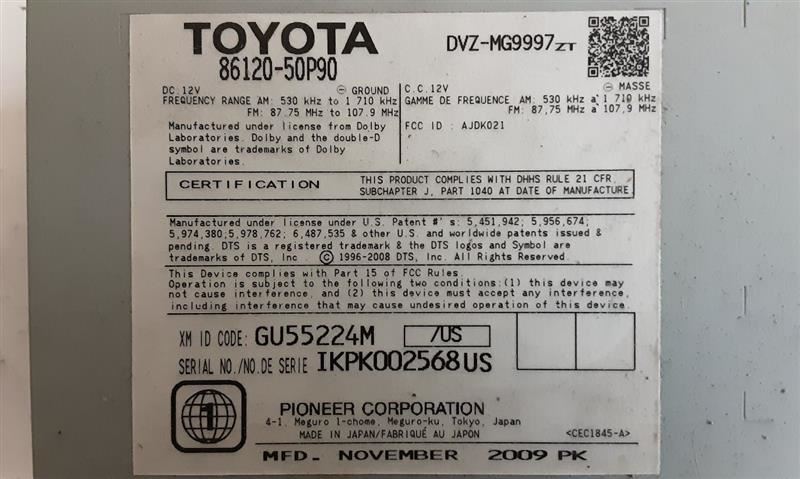 TOYOTA
86120-50P90
DVZ-MG9997ZT
DC. 12V ⊖ GROUND
FREQUENCY RANGE AM: 530 kHz to 1 710 kHz
FM: 87.75 MHz to 107.9 MHz
C.C. 12V ⊖ MASSE
GAMME DE FREQUENCE AM: 530 kHz à 1 710 kHz
FM: 87,75 MHz à 107,9 MHz
FCC ID : AJDK021
Manufactured under license from Dolby
Laboratories. Dolby and the double-D
symbol are trademarks of Dolby
Laboratories.
CERTIFICATION
THIS PRODUCT COMPLIES WITH DHHS RULE 21 CFR.
SUBCHAPTER J, PART 1040 AT DATE OF MANUFACTURE
Manufactured under license under U.S. Patent #'s: 5,451,942; 5,956,674;
5,974,380;5,978,762; 6,487,535 & other U.S. and worldwide patents issued &
pending. DTS is a registered trademark & the DTS logos and Symbol are
trademarks of DTS, Inc. © 1996-2008 DTS, Inc. All Rights Reserved.
This Device complies with Part 15 of FCC Rules.
Operation is subject to the following two conditions:(1) this device may
not cause interference, and (2) this device must accept any interference,
including interference that may cause undesired operation of this device.
XM ID CODE: GU55224M /US
SERIAL NO./NO.DE SERIE IKPK002568US
1
PIONEER CORPORATION
4-1, Meguro 1-chome, Meguro-ku, Tokyo, Japan
MADE IN JAPAN/FABRIQUÉ AU JAPON
<CEC1845-A>
MFD- NOVEMBER 2009 PK